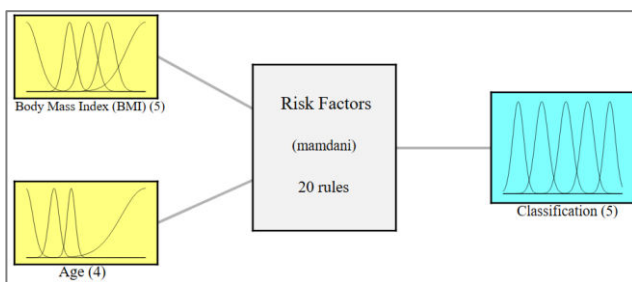 Body Mass Index (BMI) (5)
Risk Factors
(mamdani)
20 rules
Classification (5)
Age (4)